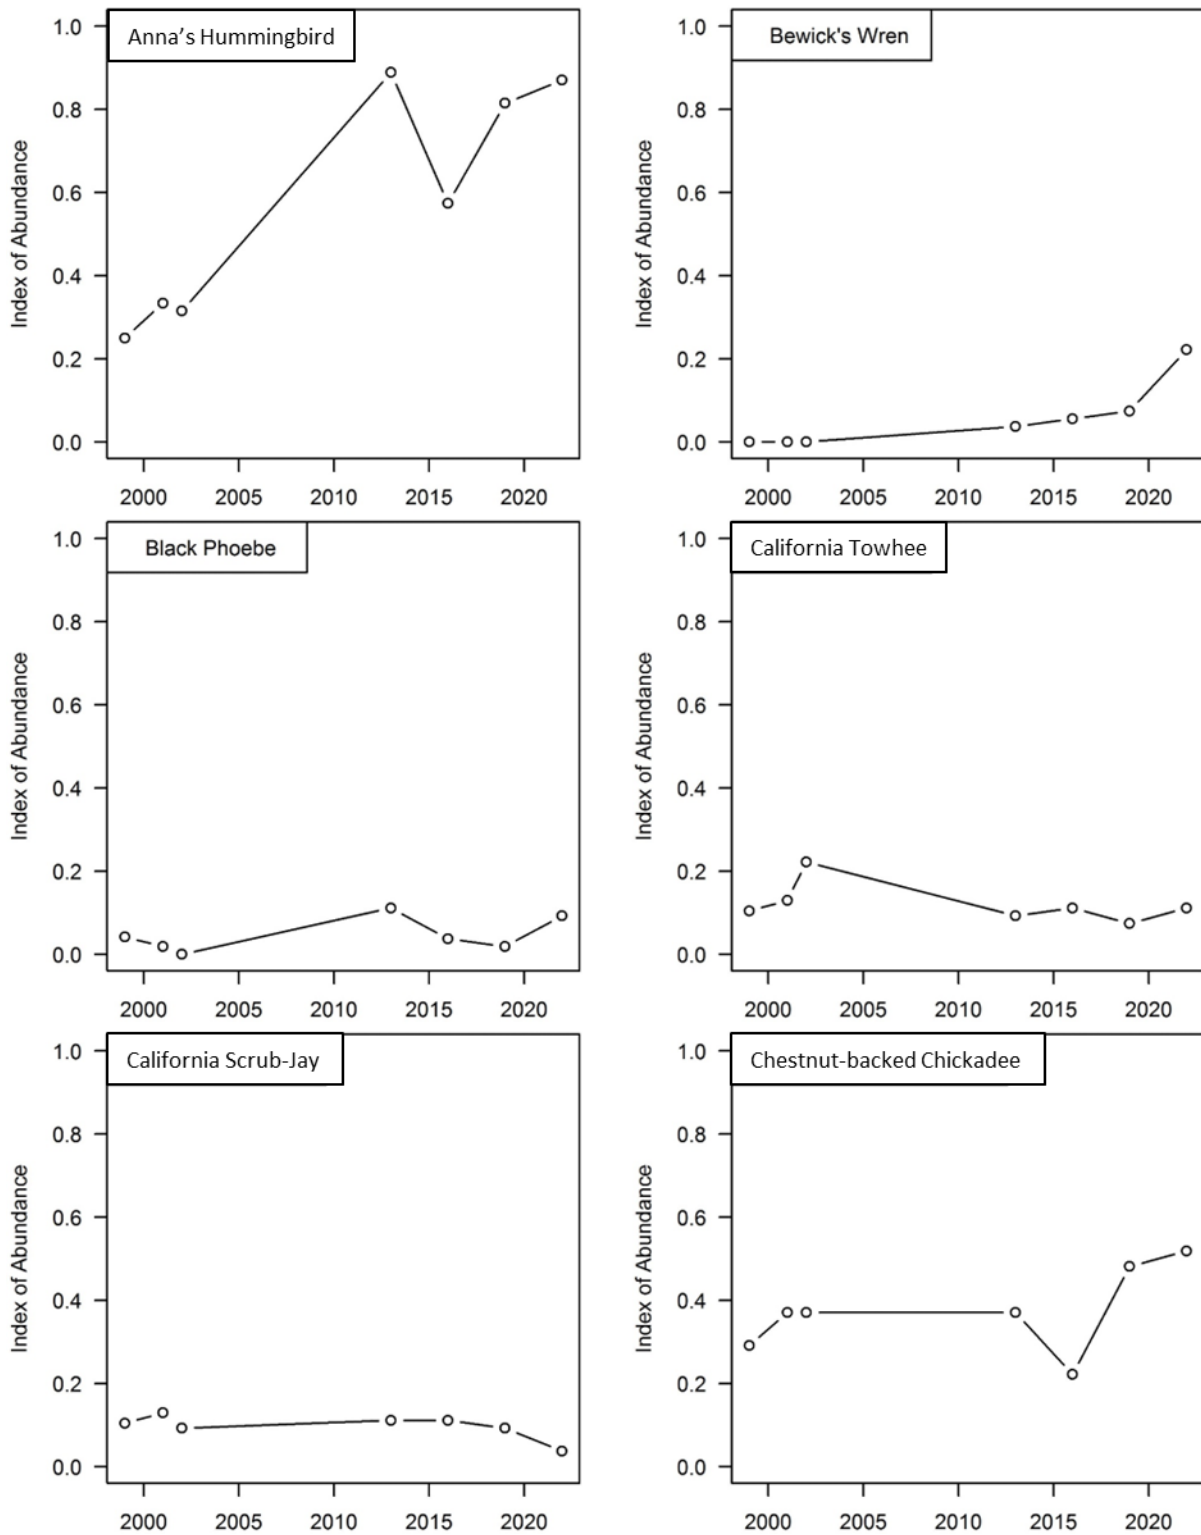 Anna's Hummingbird
Index of Abundance
1.0
0.8
0.6
0.4
0.2
0.0
2000 2005 2010 2015 2020
Bewick's Wren
Index of Abundance
1.0
0.8
0.6
0.4
0.2
0.0
2000 2005 2010 2015 2020
Black Phoebe
Index of Abundance
1.0
0.8
0.6
0.4
0.2
0.0
2000 2005 2010 2015 2020
California Towhee
Index of Abundance
1.0
0.8
0.6
0.4
0.2
0.0
2000 2005 2010 2015 2020
California Scrub-Jay
Index of Abundance
1.0
0.8
0.6
0.4
0.2
0.0
2000 2005 2010 2015 2020
Chestnut-backed Chickadee
Index of Abundance
1.0
0.8
0.6
0.4
0.2
0.0
2000 2005 2010 2015 2020